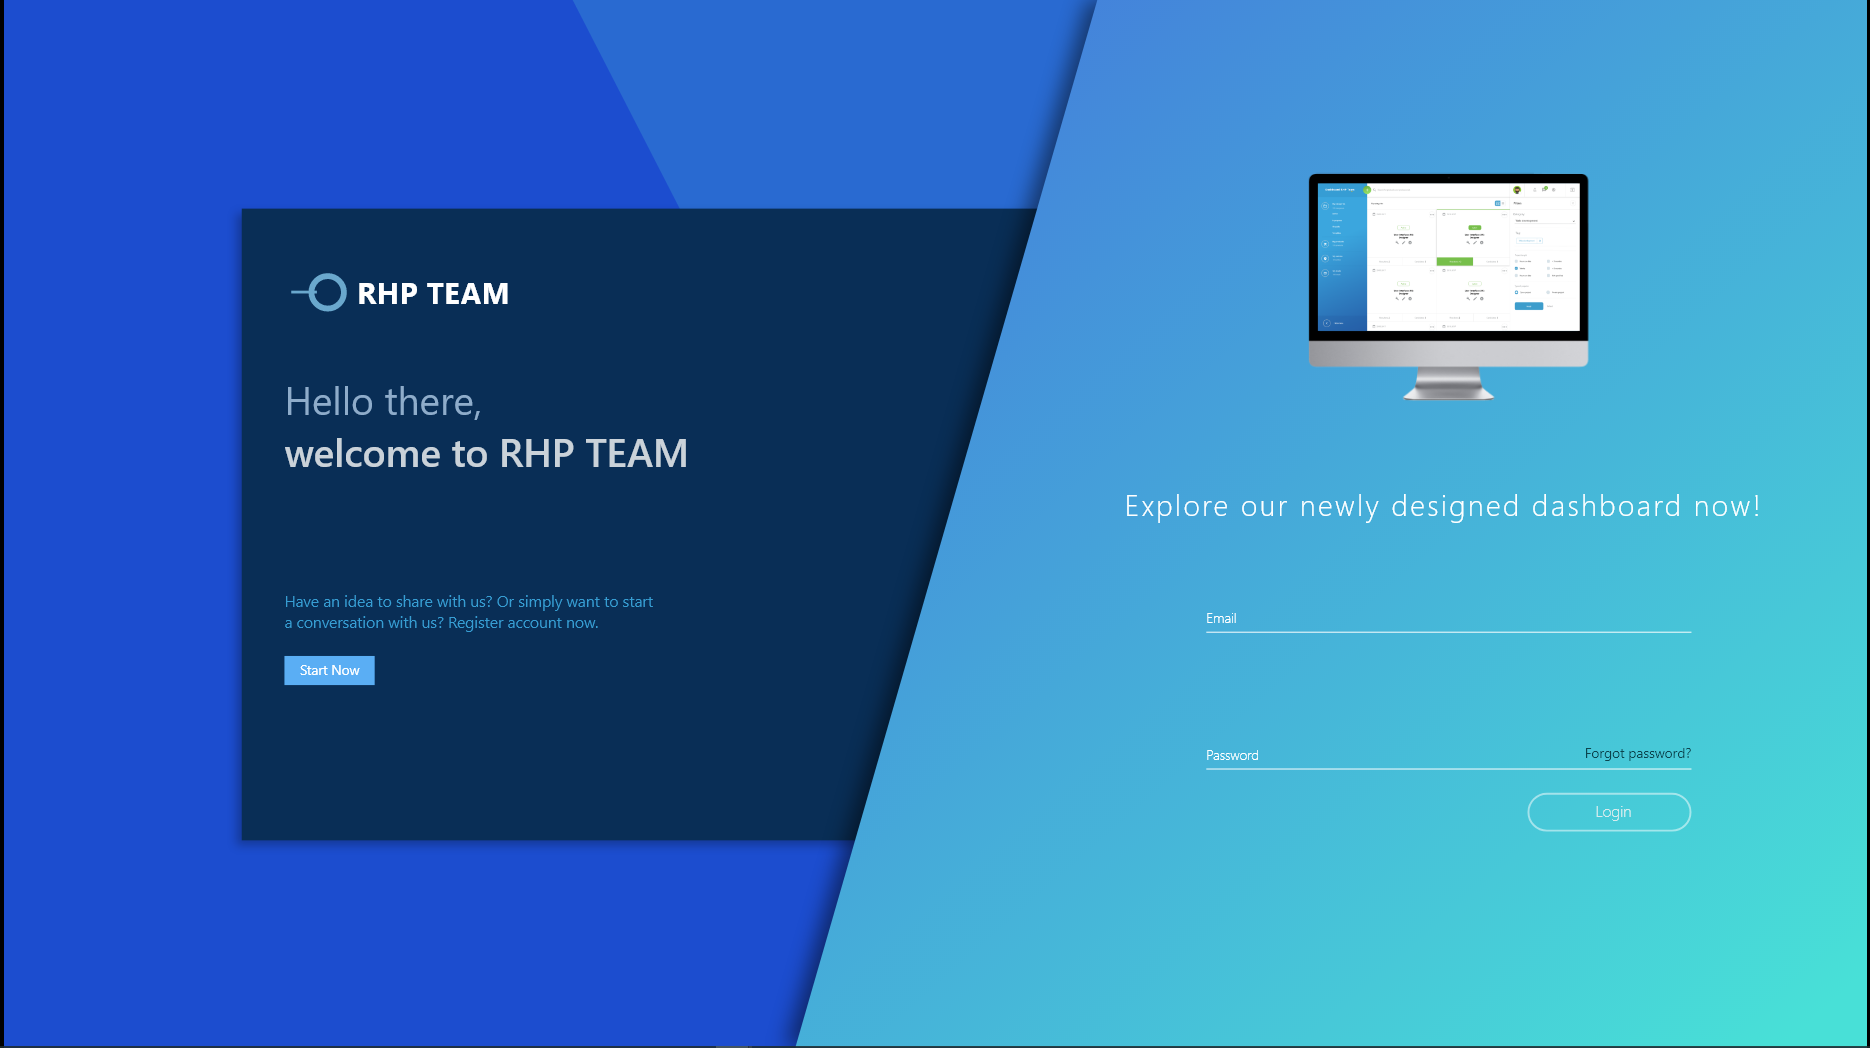 RHP TEAM
Hello there,
welcome to RHP TEAM
Have an idea to share with us? Or simply want to start
a conversation with us? Register account now.
Start Now
Explore our newly designed dashboard now!
Email
Password
Forgot password?
Login